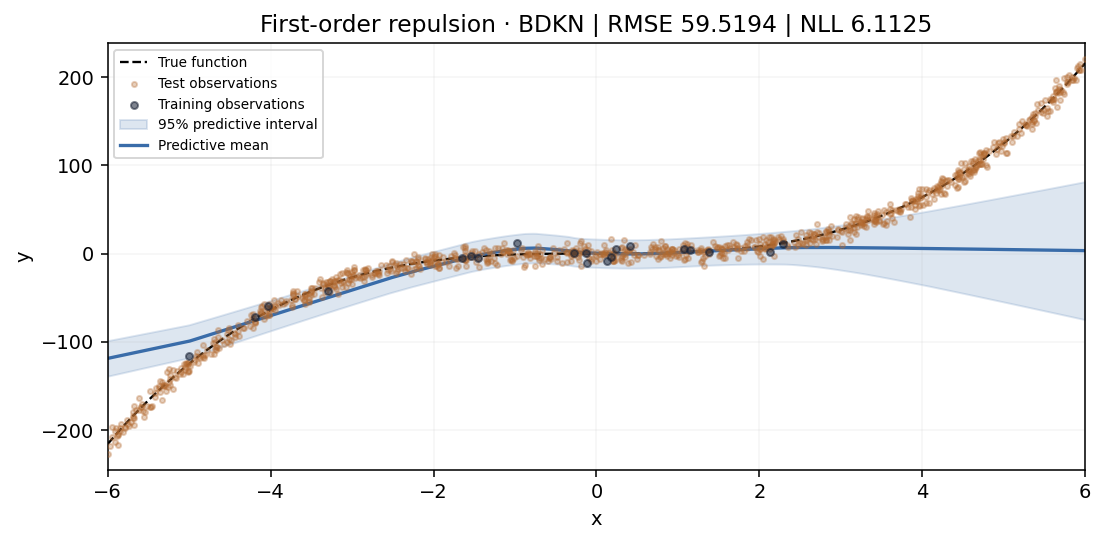 First-order repulsion · BDKN | RMSE 59.5194 | NLL 6.1125
True function
Test observations
Training observations
95% predictive interval
Predictive mean
y
200
100
0
−100
−200
−6
−4
−2
0
2
4
6
x